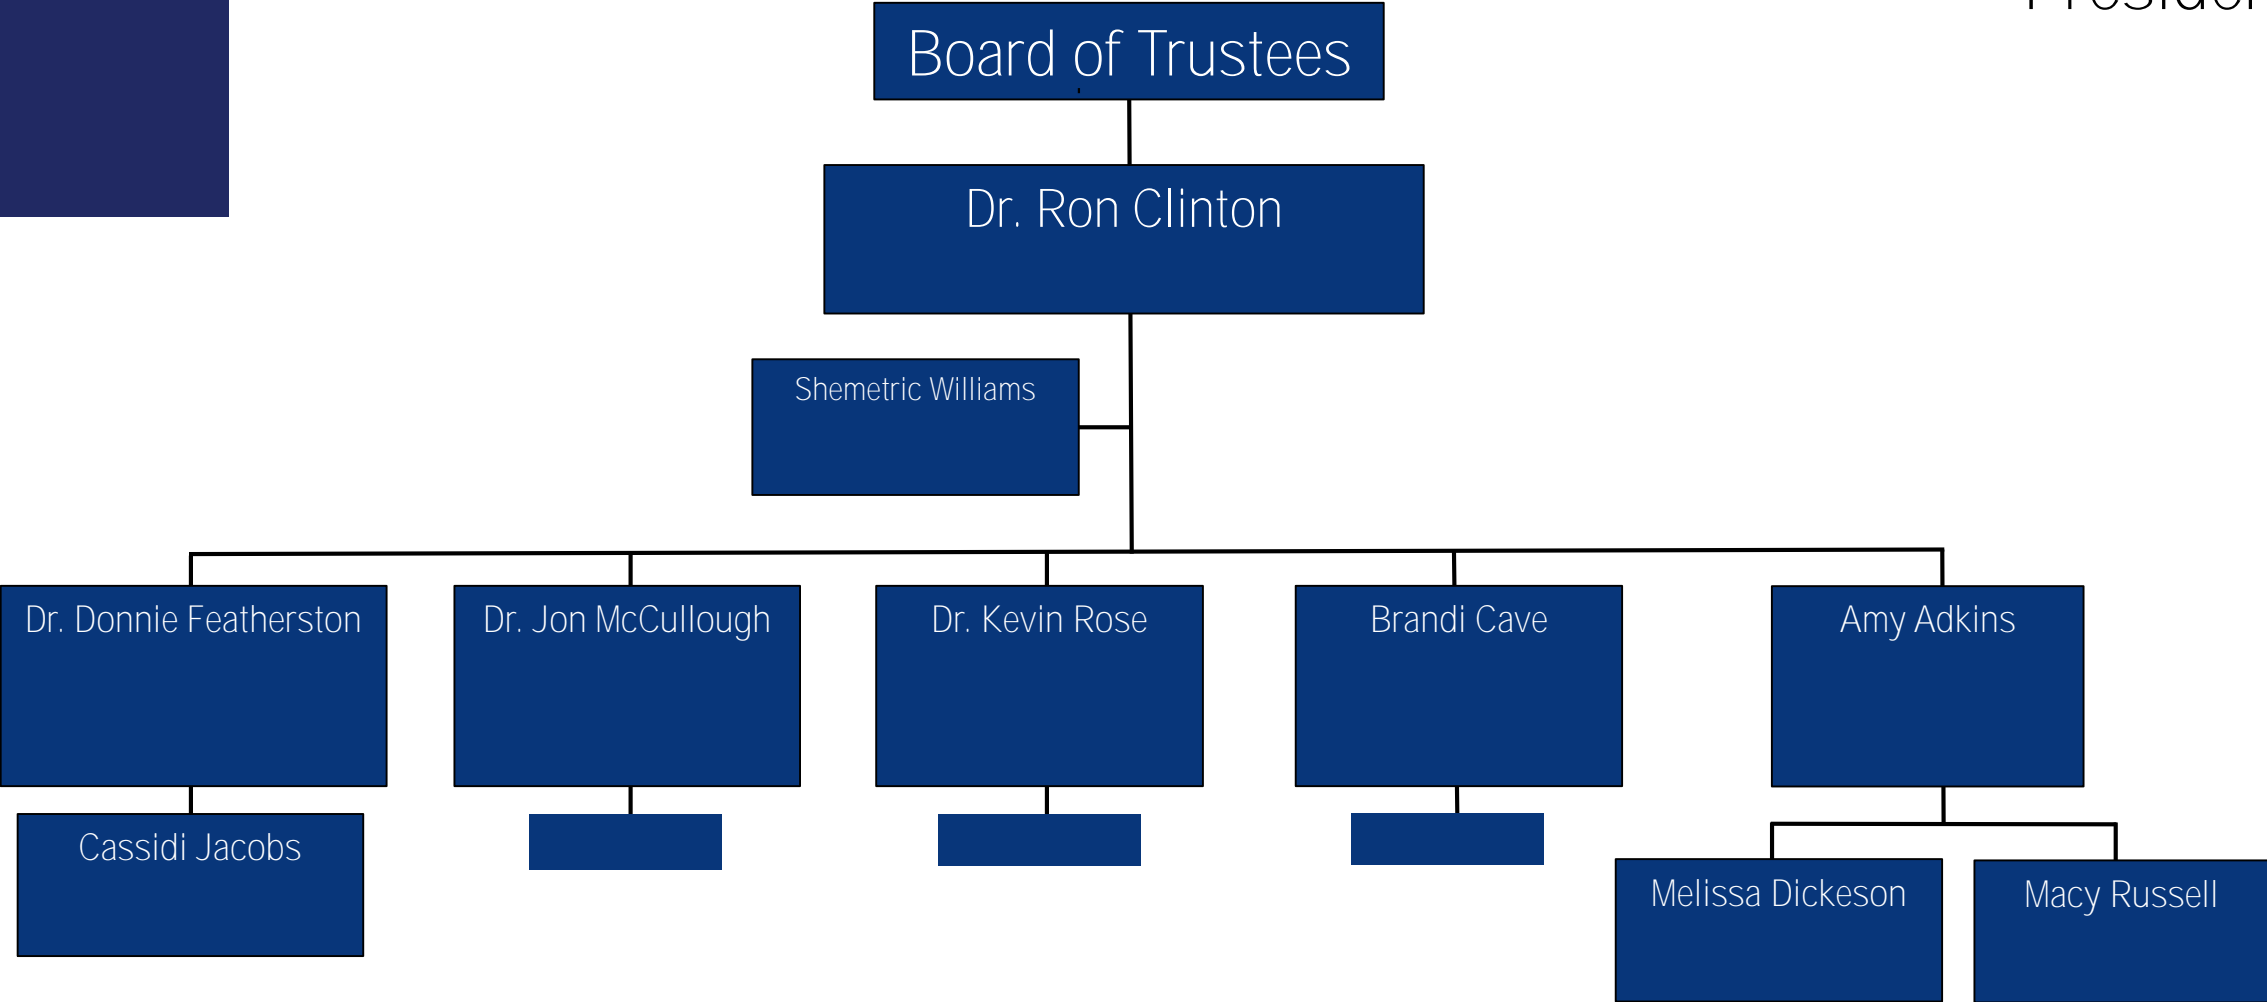 Board of Trustees
Dr. Ron Clinton
Shemetric Williams
Dr. Donnie Featherston
Dr. Jon McCullough
Dr. Kevin Rose
Brandi Cave
Amy Adkins
Cassidi Jacobs
Melissa Dickeson
Macy Russell